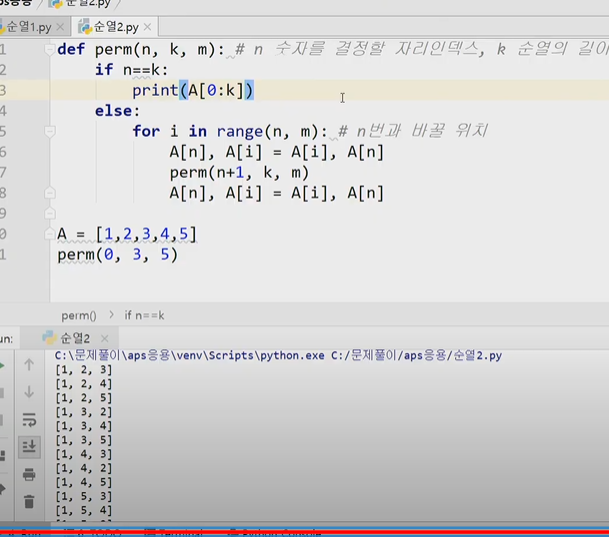 순열2.py
순열1.py × 순열2.py ×
1 def perm(n, k, m): # n 숫자를 결정할 자리인덱스, k 순열의 길이
2 if n==k:
3 print(A[0:k])
4 else:
5 for i in range(n, m): # n번과 바꿀 위치
6 A[n], A[i] = A[i], A[n]
7 perm(n+1, k, m)
8 A[n], A[i] = A[i], A[n]
9
0 A = [1,2,3,4,5]
1 perm(0, 3, 5)
perm() › if n==k
un: 순열2 ×
C:\문제풀이\aps응용\venv\Scripts\python.exe C:/문제풀이/aps응용/순열2.py
[1, 2, 3]
[1, 2, 4]
[1, 2, 5]
[1, 3, 2]
[1, 3, 4]
[1, 3, 5]
[1, 4, 3]
[1, 4, 2]
[1, 4, 5]
[1, 5, 3]
[1, 5, 4]